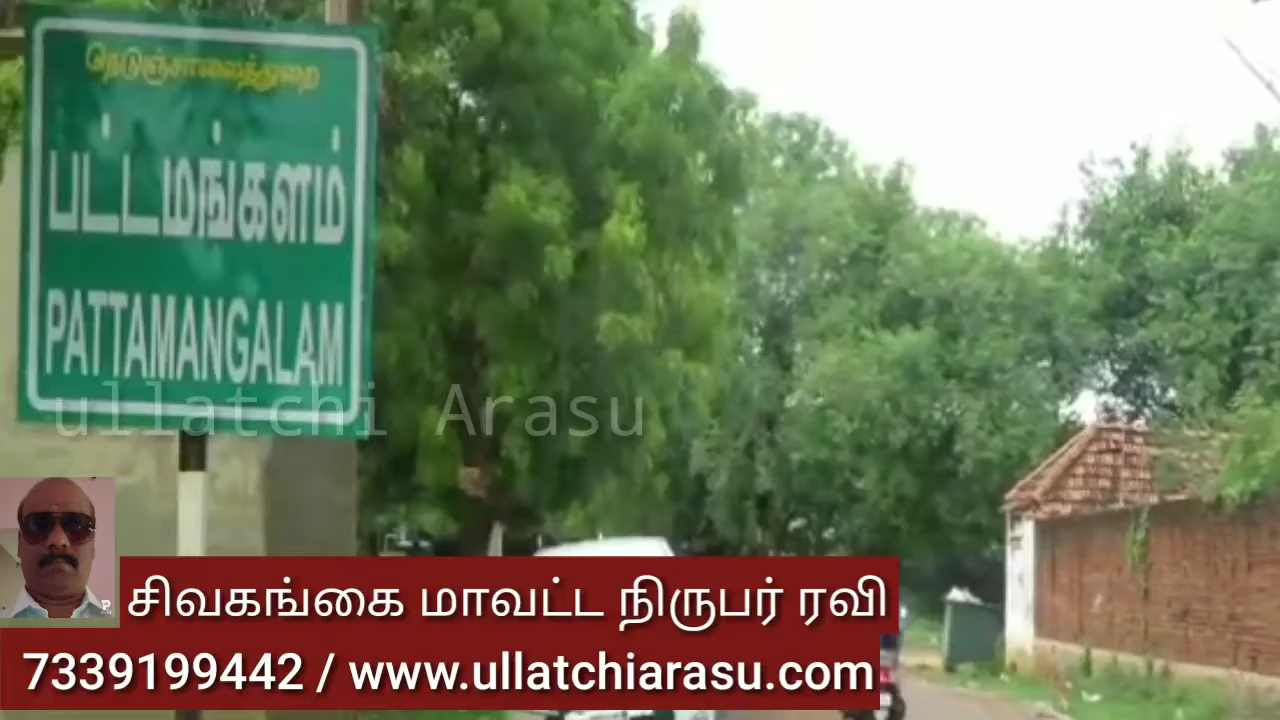 நெடுஞ்சாலைத்துறை
பட்டமங்களம்
PATTAMANGALAM
ullatchi Arasu
சிவகங்கை மாவட்ட நிருபர் ரவி
7339199442 / www.ullatchiarasu.com